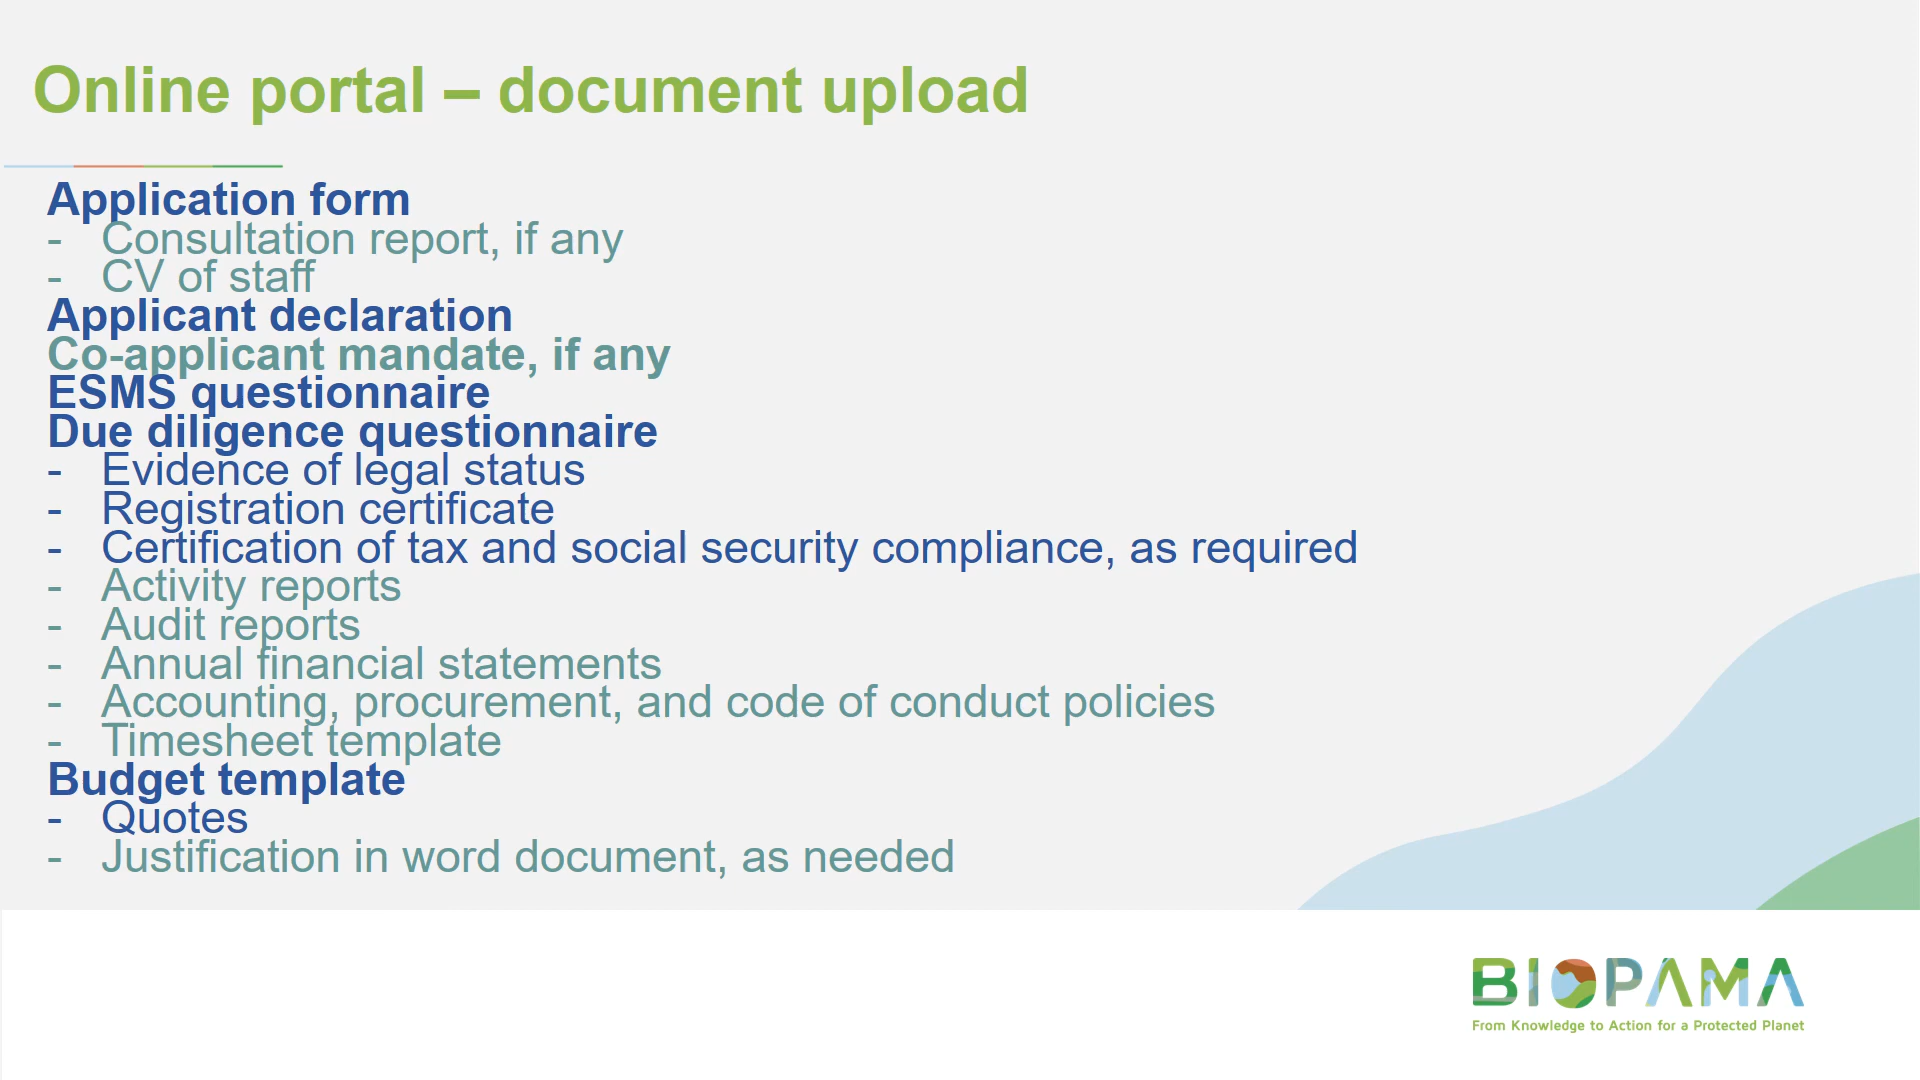 Online portal – document upload
Application form
- Consultation report, if any
- CV of staff
Applicant declaration
Co-applicant mandate, if any
ESMS questionnaire
Due diligence questionnaire
- Evidence of legal status
- Registration certificate
- Certification of tax and social security compliance, as required
- Activity reports
- Audit reports
- Annual financial statements
- Accounting, procurement, and code of conduct policies
- Timesheet template
Budget template
- Quotes
- Justification in word document, as needed
BIOPAMA
From Knowledge to Action for a Protected Planet